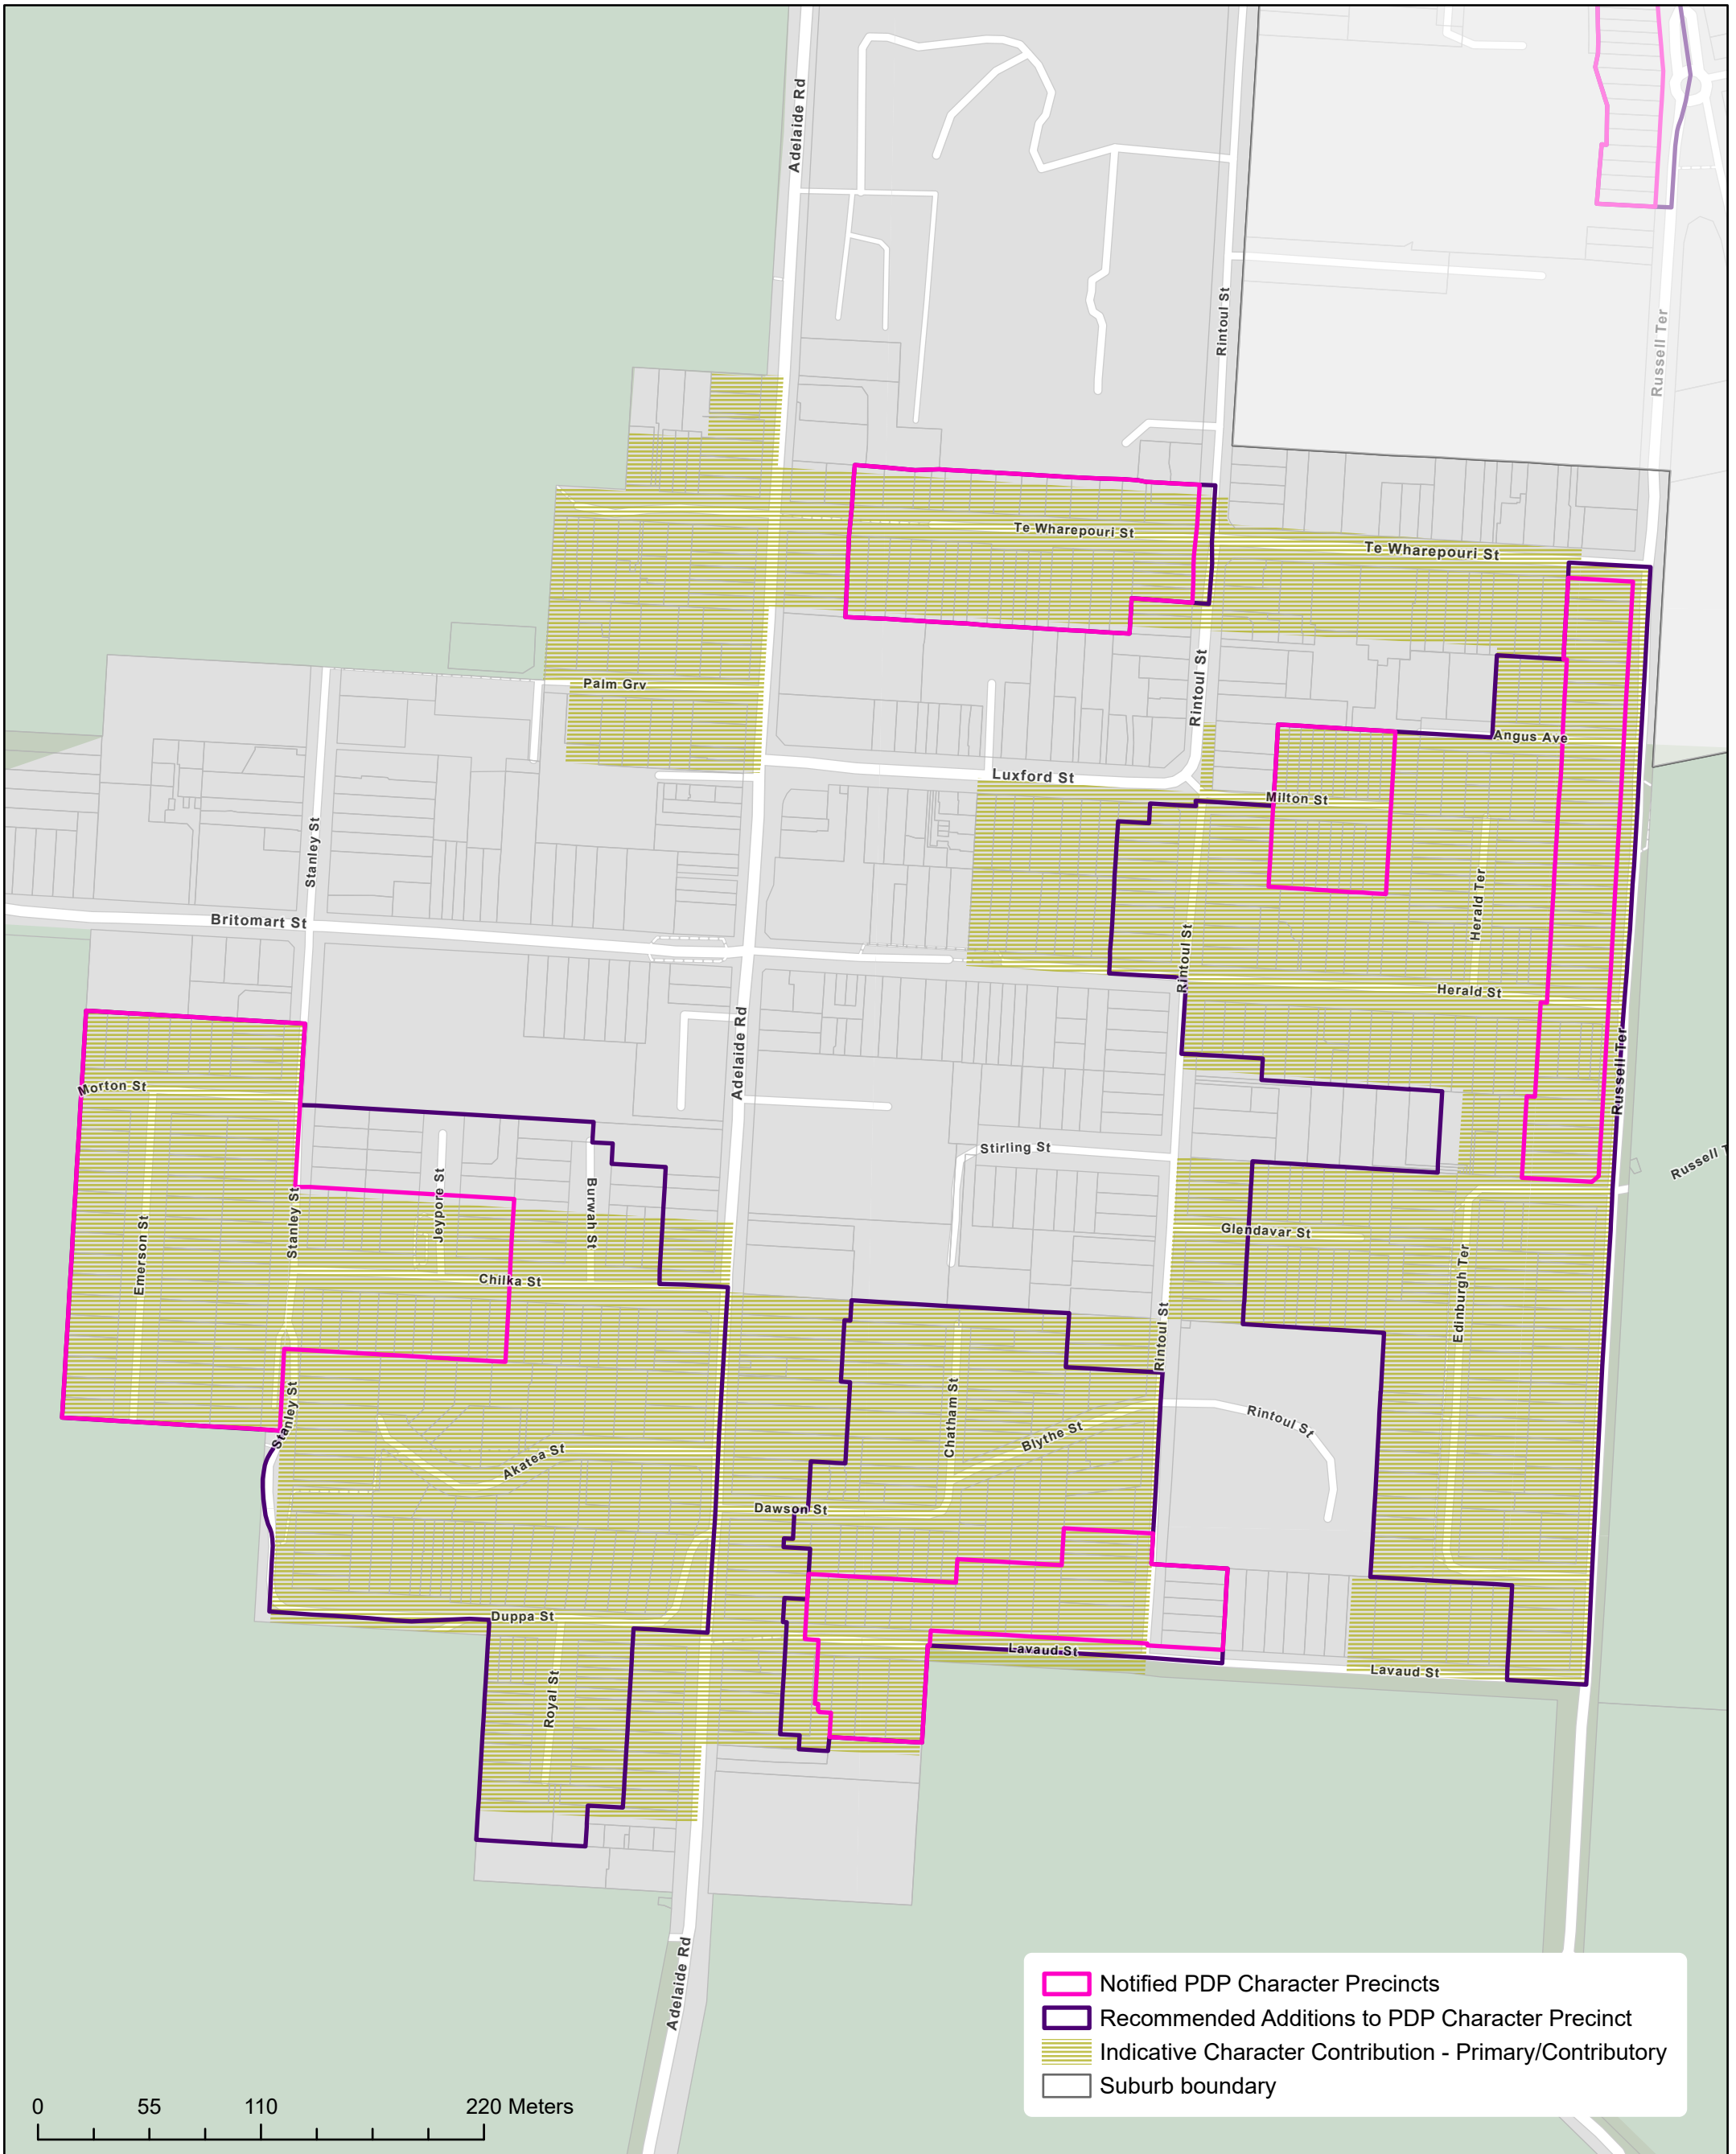 Adelaide Rd
Rintoul St
Russell Ter
Te Wharepouri St
Te Wharepouri St
Rintoul St
Palm Grv
Angus Ave
Luxford St
Milton St
Stanley St
Britomart St
Herald Ter
Rintoul St
Herald St
Adelaide Rd
Russell Ter
Morton St
Stirling St
Russell T
Jeypore St
Burwah St
Stanley St
Emerson St
Glendavar St
Chilka St
Edinburgh Ter
Rintoul St
Stanley St
Chatham St
Blythe St
Rintoul St
Akatea St
Dawson St
Duppa St
Lavaud St
Lavaud St
Royal St
Adelaide Rd
Notified PDP Character Precincts
Recommended Additions to PDP Character Precinct
Indicative Character Contribution - Primary/Contributory
Suburb boundary
0 55 110 220 Meters